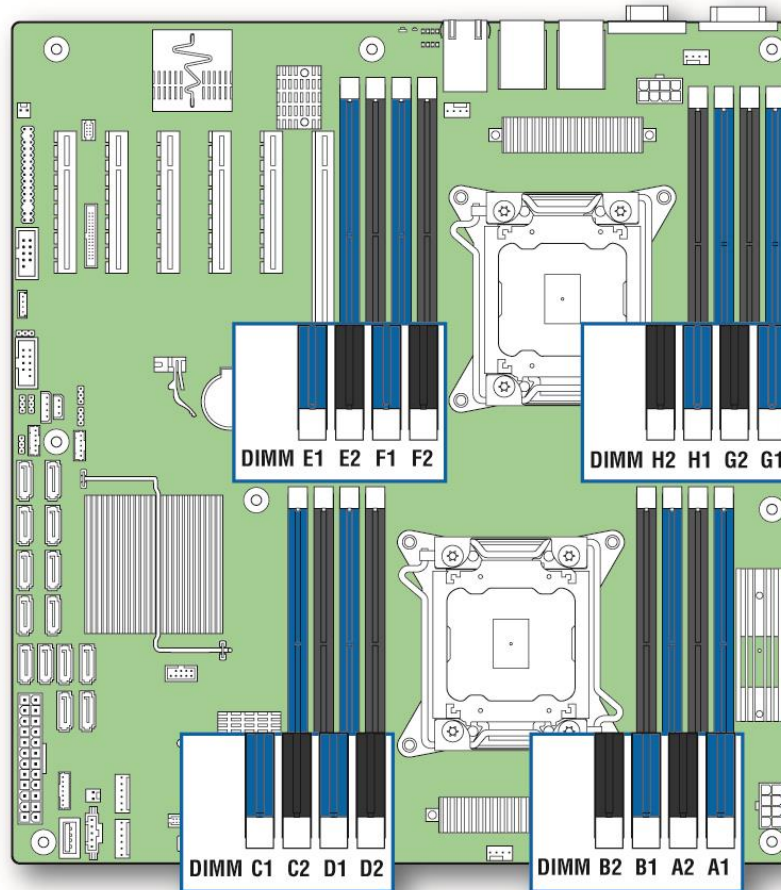 DIMM E1 E2 F1 F2
DIMM H2 H1 G2 G1
DIMM C1 C2 D1 D2
DIMM B2 B1 A2 A1